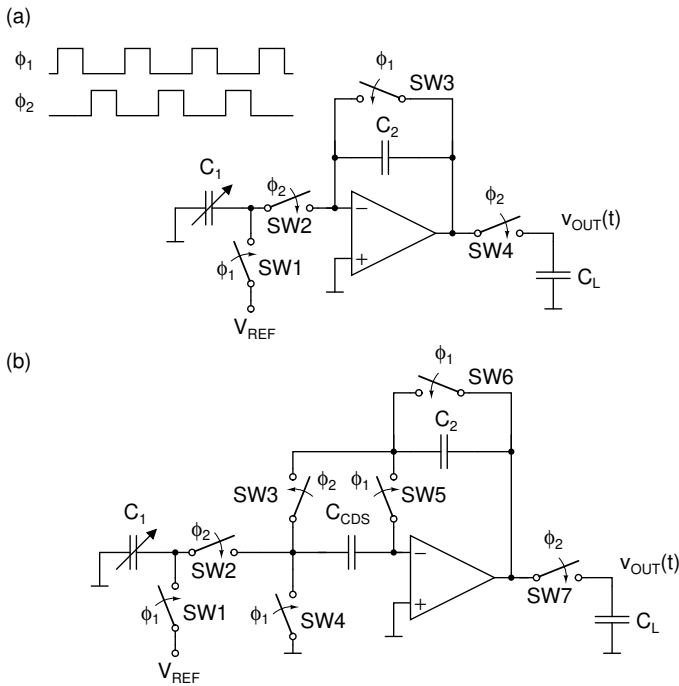 (a)
ϕ1
ϕ2
ϕ1
SW3
C2
C1
ϕ2
SW2
−
+
ϕ2
SW4
vOUT(t)
CL
ϕ1
SW1
VREF
(b)
ϕ1
SW6
C2
SW3
ϕ2
ϕ1
SW5
CCDS
C1
ϕ2
SW2
−
+
ϕ2
SW7
vOUT(t)
CL
ϕ1
SW1
ϕ1
SW4
VREF